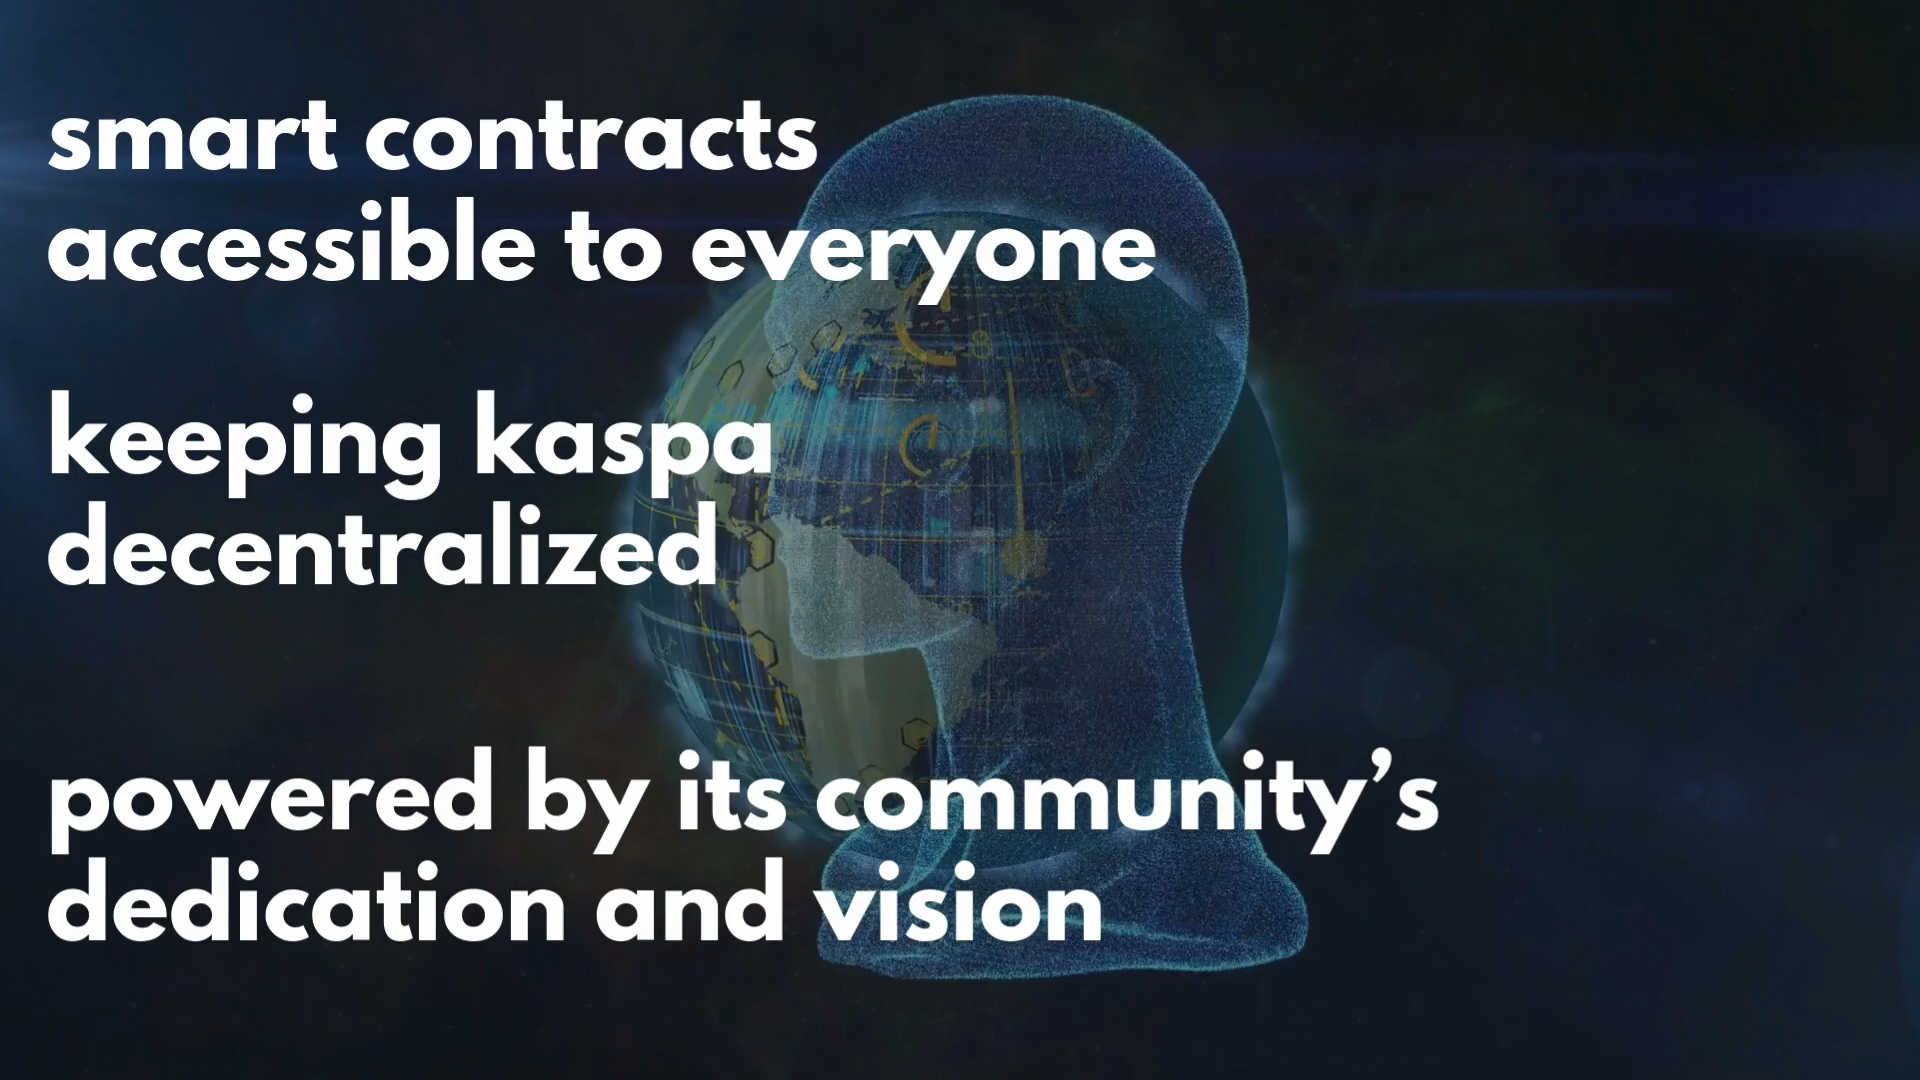 smart contracts
accessible to everyone
keeping kaspa
decentralized
powered by its community’s
dedication and vision